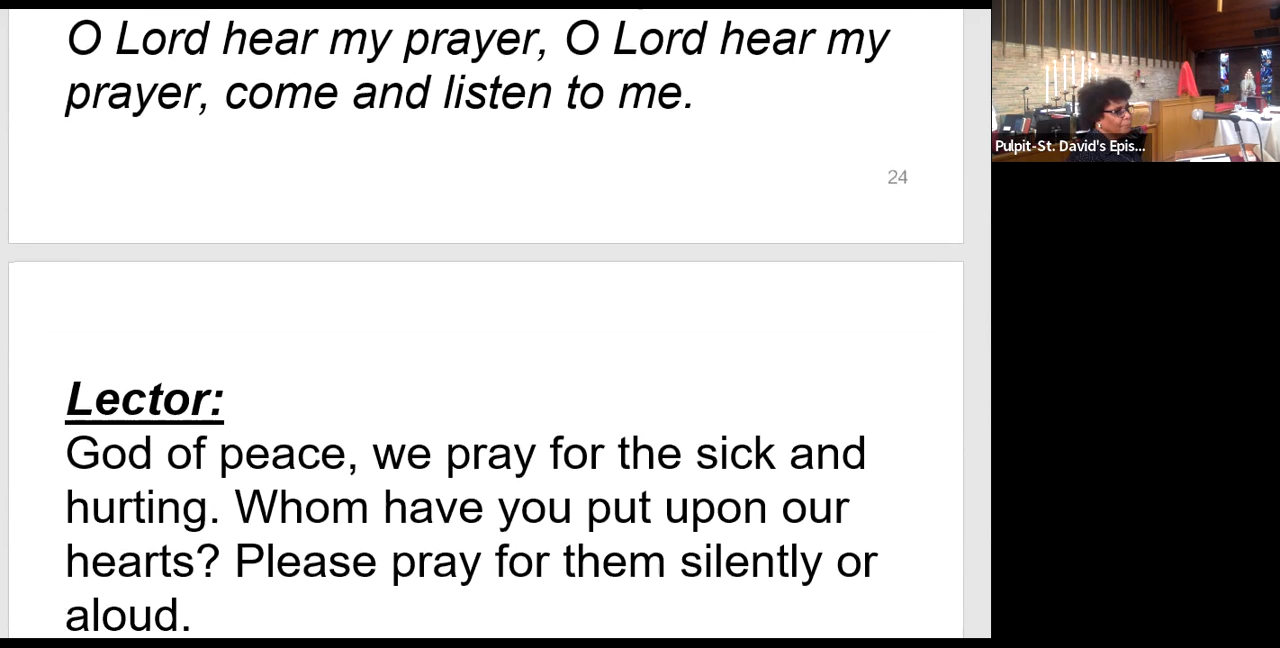 O Lord hear my prayer, O Lord hear my
prayer, come and listen to me.
24
Lector:
God of peace, we pray for the sick and
hurting. Whom have you put upon our
hearts? Please pray for them silently or
aloud.
Pulpit-St. David's Epis...